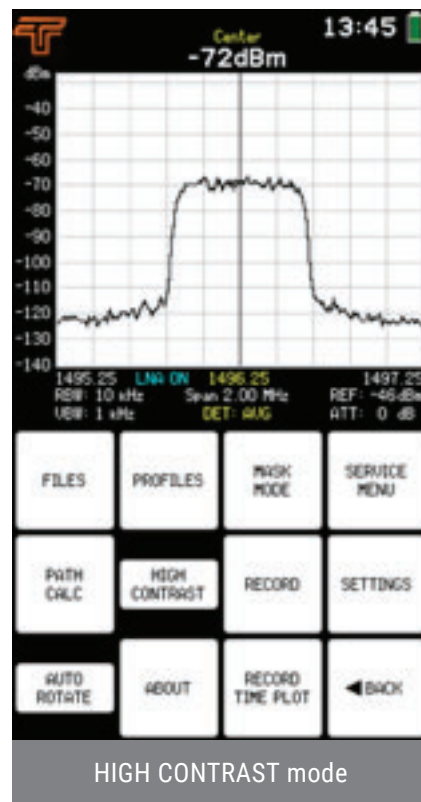 13:45
Center
-72dBm
dBm
-40
-50
-60
-70
-80
-90
-100
-110
-120
-130
-140
1495.25 LNA ON 1496.25 1497.25
RBW: 10 kHz Span 2.00 MHz REF: -46dBm
VBW: 1 kHz DET: AVG ATT: 0 dB
FILES PROFILES MASK MODE SERVICE MENU
PATH CALC HIGH CONTRAST RECORD SETTINGS
AUTO ROTATE ABOUT RECORD TIME PLOT ◀BACK
HIGH CONTRAST mode